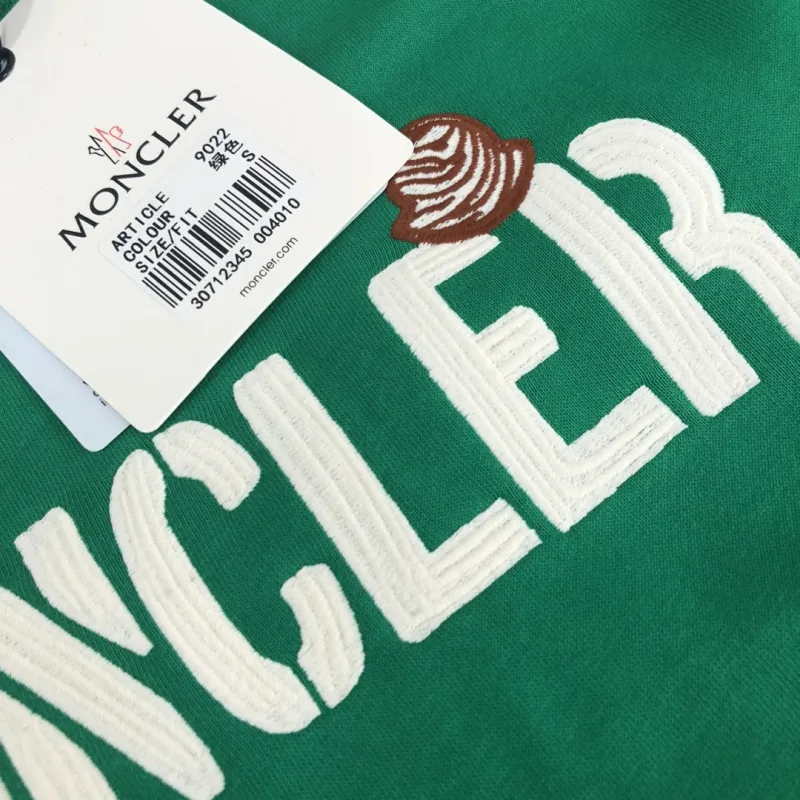 MONCLER
ARTICLE 9022
COLOUR 绿色
SIZE/FIT S
30712345 004010
moncler.com
NCLER